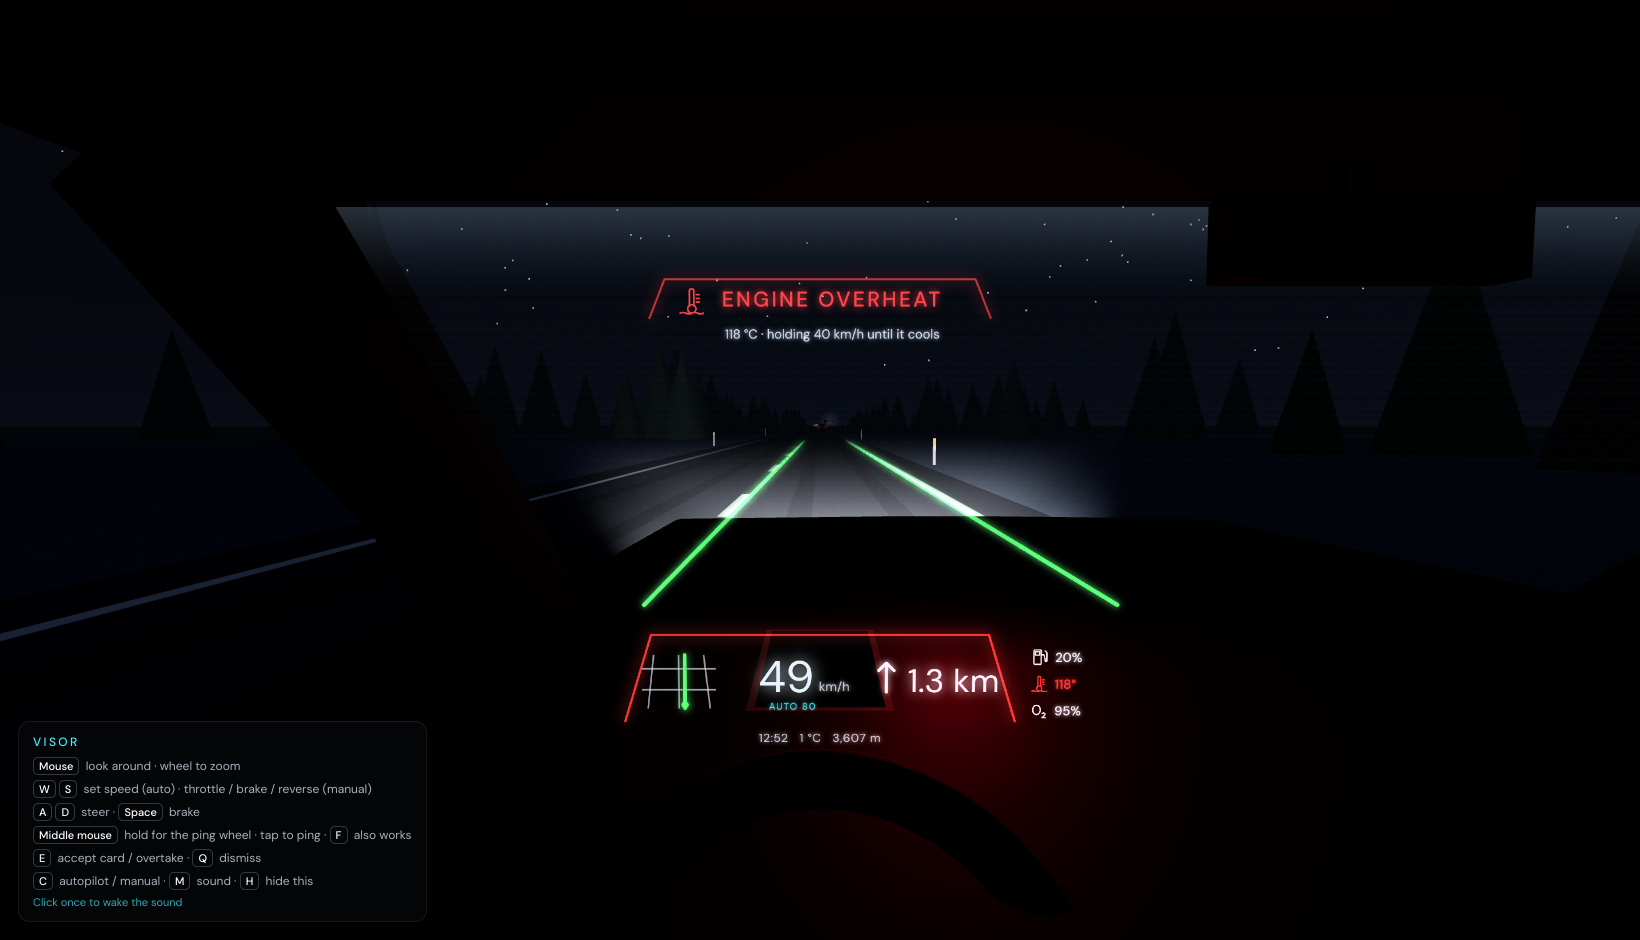 ENGINE OVERHEAT
118 °C · holding 40 km/h until it cools
49 km/h
AUTO 80
1.3 km
20%
118°
O₂ 95%
12:52 1 °C 3,607 m
VISOR
Mouse look around · wheel to zoom
W S set speed (auto) · throttle / brake / reverse (manual)
A D steer · Space brake
Middle mouse hold for the ping wheel · tap to ping · F also works
E accept card / overtake · Q dismiss
C autopilot / manual · M sound · H hide this
Click once to wake the sound